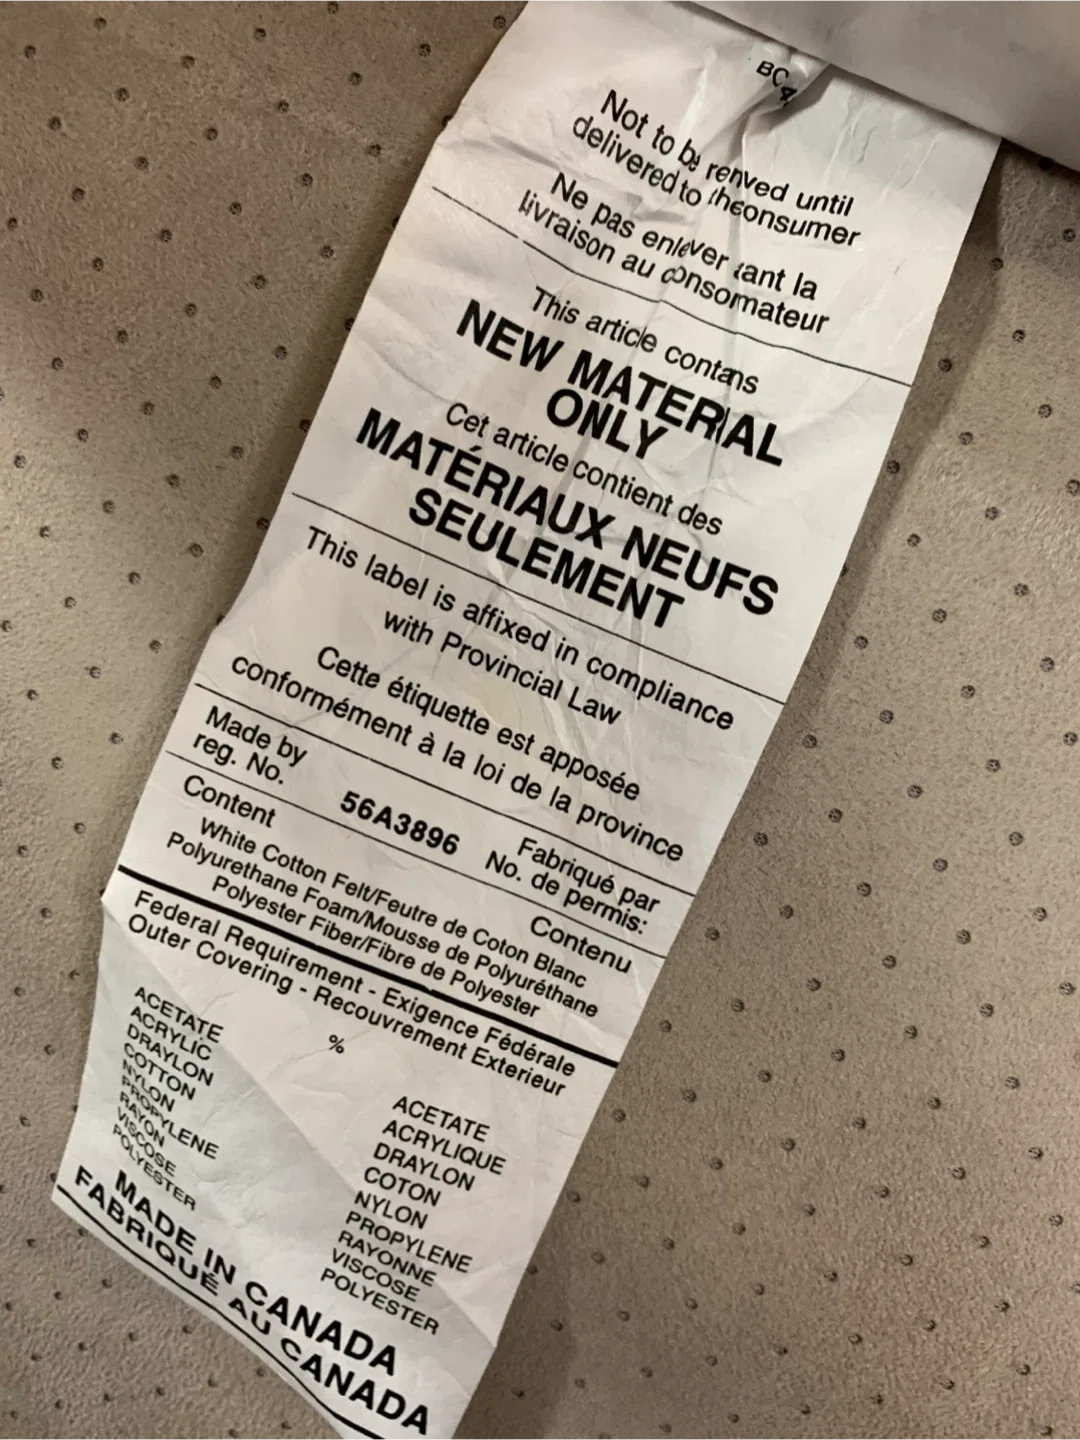 BC4
Not to be removed until
delivered to the consumer
Ne pas enlever avant la
livraison au consommateur
This article contains
NEW MATERIAL
ONLY
Cet article contient des
MATÉRIAUX NEUFS
SEULEMENT
This label is affixed in compliance
with Provincial Law
Cette étiquette est apposée
conformément à la loi de la province
Made by
reg. No.
56A3896
Fabriqué par
No. de permis:
Content
Contenu
White Cotton Felt/Feutre de Coton Blanc
Polyurethane Foam/Mousse de Polyuréthane
Polyester Fiber/Fibre de Polyester
Federal Requirement - Exigence Fédérale
Outer Covering - Recouvrement Exterieur
%
ACETATE
ACRYLIC
DRAYLON
COTTON
NYLON
PROPYLENE
RAYON
VISCOSE
POLYESTER
ACETATE
ACRYLIQUE
DRAYLON
COTON
NYLON
PROPYLENE
RAYONNE
VISCOSE
POLYESTER
MADE IN CANADA
FABRIQUÉ AU CANADA